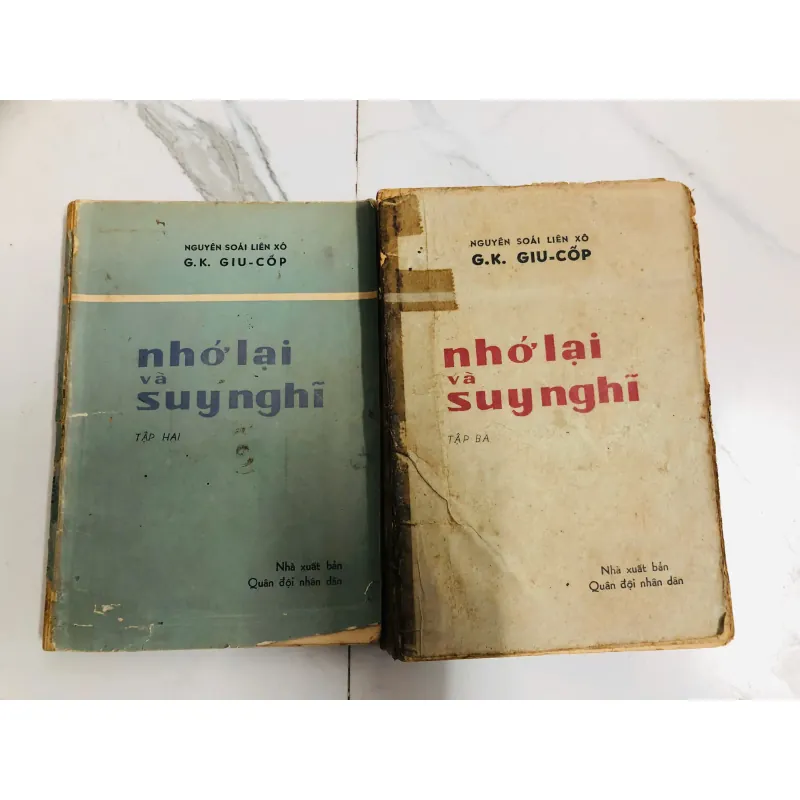 NGUYÊN SOÁI LIÊN XÔ
G.K. GIU-CỐP
nhớ lại
và
suy nghĩ
TẬP HAI
Nhà xuất bản
Quân đội nhân dân
NGUYÊN SOÁI LIÊN XÔ
G.K. GIU-CỐP
nhớ lại
và
suy nghĩ
TẬP BA
Nhà xuất bản
Quân đội nhân dân